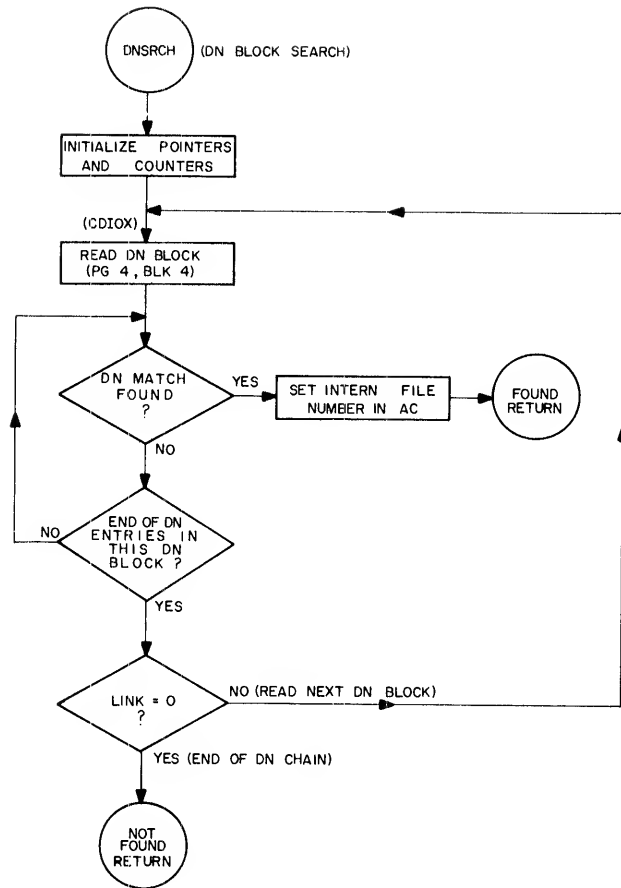 DNSRCH
(DN BLOCK SEARCH)
INITIALIZE POINTERS
AND COUNTERS
(CDIOX)
READ DN BLOCK
(PG 4, BLK 4)
DN MATCH
FOUND
?
YES
SET INTERN FILE
NUMBER IN AC
FOUND
RETURN
NO
END OF DN
ENTRIES IN
THIS DN
BLOCK ?
NO
YES
LINK = O
?
NO (READ NEXT DN BLOCK)
YES (END OF DN CHAIN)
NOT
FOUND
RETURN